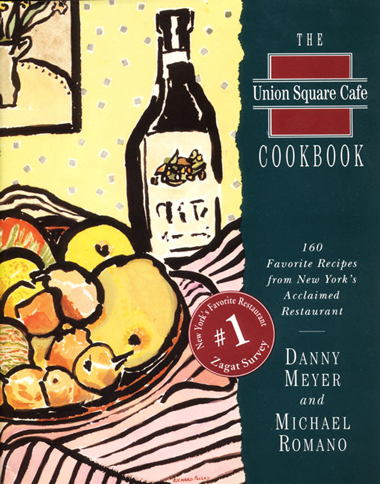 THE
Union Square Cafe
COOKBOOK
160
Favorite Recipes
from New York's
Acclaimed
Restaurant
New York's Favorite Restaurant
#1
Zagat Survey
DANNY
MEYER
and
MICHAEL
ROMANO